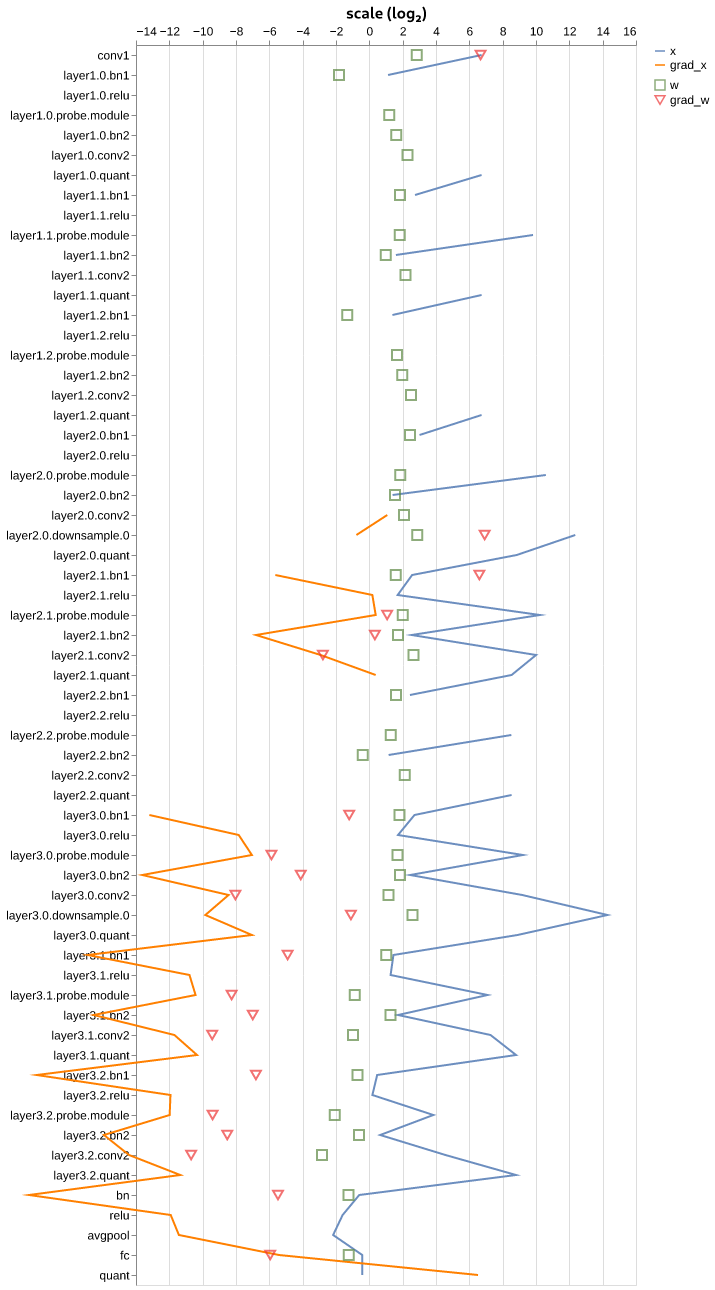 scale (log₂)
−14 −12 −10 −8 −6 −4 −2 0 2 4 6 8 10 12 14 16
x
grad_x
w
grad_w
conv1
layer1.0.bn1
layer1.0.relu
layer1.0.probe.module
layer1.0.bn2
layer1.0.conv2
layer1.0.quant
layer1.1.bn1
layer1.1.relu
layer1.1.probe.module
layer1.1.bn2
layer1.1.conv2
layer1.1.quant
layer1.2.bn1
layer1.2.relu
layer1.2.probe.module
layer1.2.bn2
layer1.2.conv2
layer1.2.quant
layer2.0.bn1
layer2.0.relu
layer2.0.probe.module
layer2.0.bn2
layer2.0.conv2
layer2.0.downsample.0
layer2.0.quant
layer2.1.bn1
layer2.1.relu
layer2.1.probe.module
layer2.1.bn2
layer2.1.conv2
layer2.1.quant
layer2.2.bn1
layer2.2.relu
layer2.2.probe.module
layer2.2.bn2
layer2.2.conv2
layer2.2.quant
layer3.0.bn1
layer3.0.relu
layer3.0.probe.module
layer3.0.bn2
layer3.0.conv2
layer3.0.downsample.0
layer3.0.quant
layer3.1.bn1
layer3.1.relu
layer3.1.probe.module
layer3.1.bn2
layer3.1.conv2
layer3.1.quant
layer3.2.bn1
layer3.2.relu
layer3.2.probe.module
layer3.2.bn2
layer3.2.conv2
layer3.2.quant
bn
relu
avgpool
fc
quant